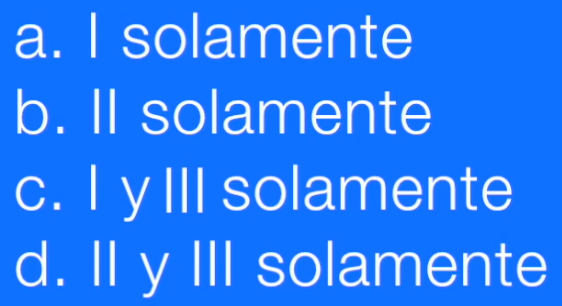 a. I solamente
b. II solamente
c. I y III solamente
d. II y III solamente